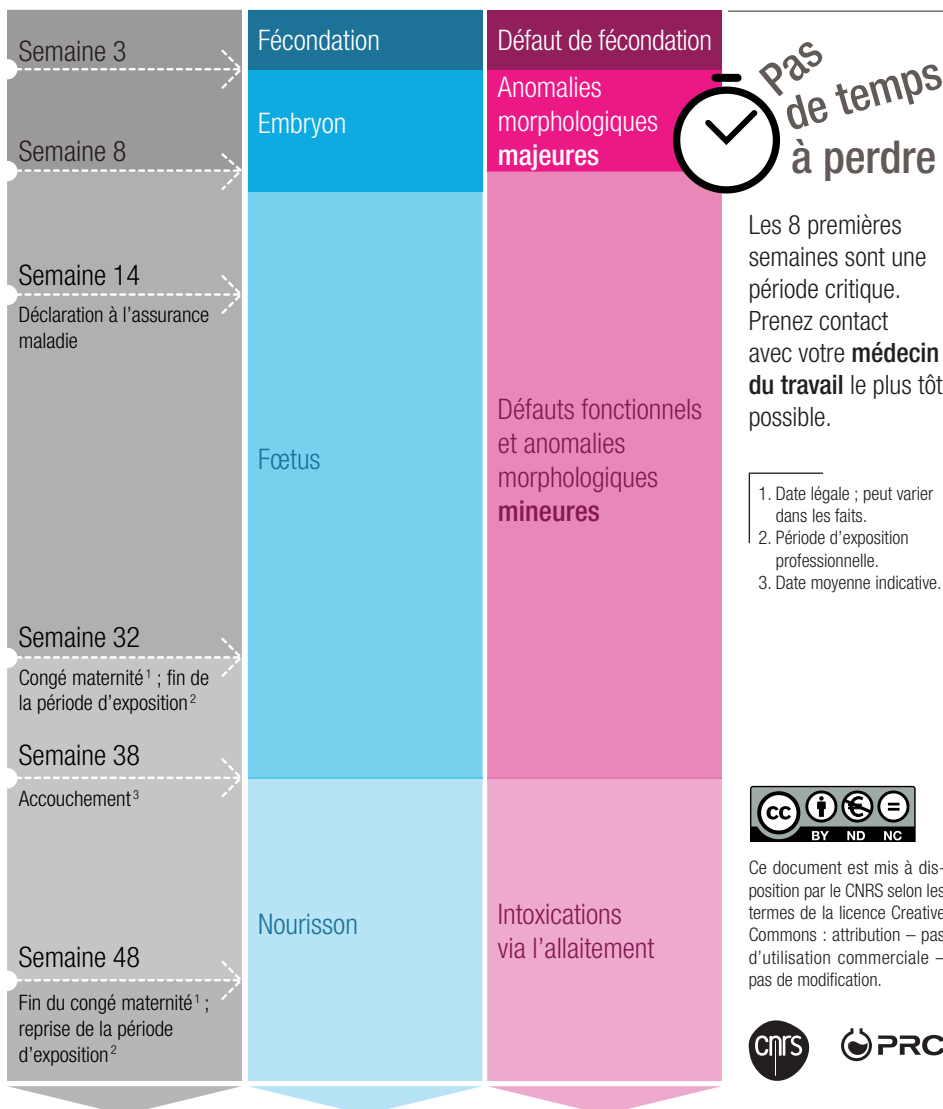 Semaine 3
Semaine 8
Semaine 14
Déclaration à l'assurance
maladie
Semaine 32
Congé maternité 1 ; fin de
la période d'exposition 2
Semaine 38
Accouchement 3
Semaine 48
Fin du congé maternité 1 ;
reprise de la période
d'exposition 2
Fécondation
Embryon
Fœtus
Nourisson
Défaut de fécondation
Anomalies
morphologiques
majeures
Défauts fonctionnels
et anomalies
morphologiques
mineures
Intoxications
via l'allaitement
Pas
de temps
à perdre
Les 8 premières
semaines sont une
période critique.
Prenez contact
avec votre médecin
du travail le plus tôt
possible.
1. Date légale ; peut varier
dans les faits.
2. Période d'exposition
professionnelle.
3. Date moyenne indicative.
cc
BY ND NC
Ce document est mis à dis-
position par le CNRS selon les
termes de la licence Creative
Commons : attribution – pas
d'utilisation commerciale –
pas de modification.
cnrs
PRC